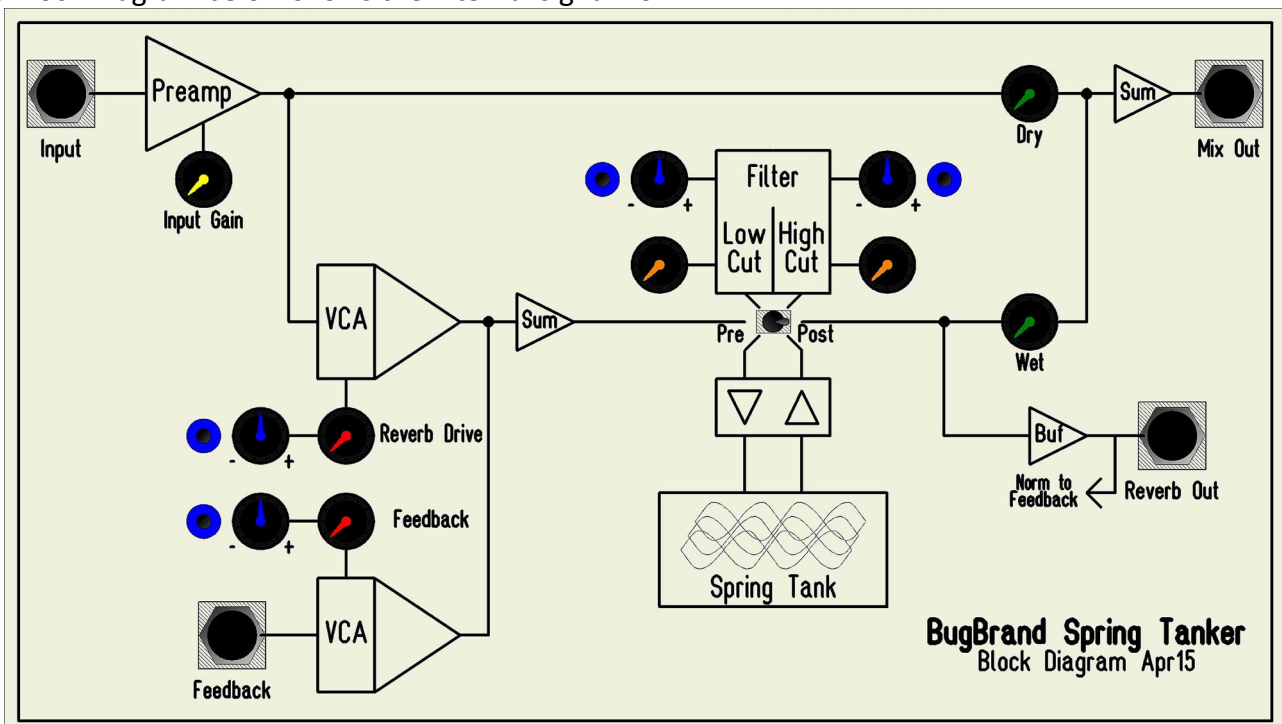 Preamp
Input
Input Gain
Dry
Sum
Mix Out
Filter
- +
- +
Low Cut
High Cut
VCA
Sum
Pre
Post
Wet
Reverb Drive
- +
Feedback
- +
Buf
Norm to
Feedback
Reverb Out
Spring Tank
VCA
Feedback
BugBrand Spring Tanker
Block Diagram Apr15